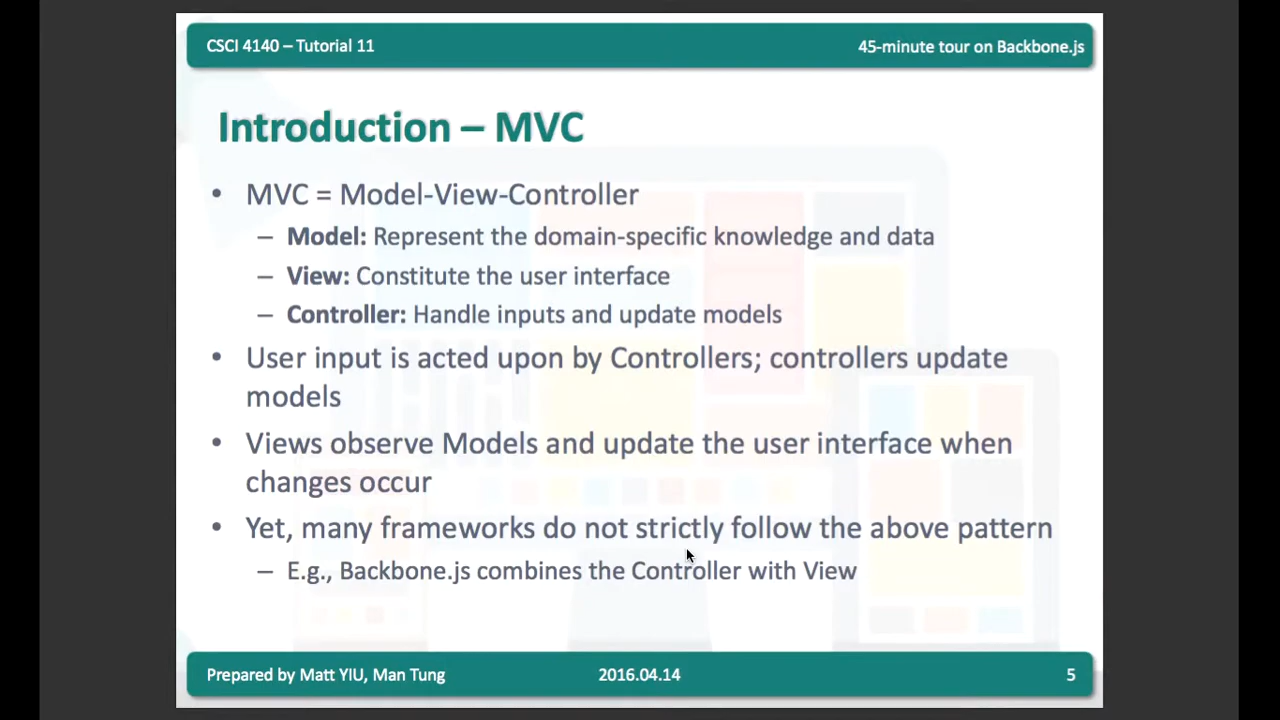 CSCI 4140 – Tutorial 11
45-minute tour on Backbone.js
Introduction – MVC
• MVC = Model-View-Controller
– Model: Represent the domain-specific knowledge and data
– View: Constitute the user interface
– Controller: Handle inputs and update models
• User input is acted upon by Controllers; controllers update
models
• Views observe Models and update the user interface when
changes occur
• Yet, many frameworks do not strictly follow the above pattern
– E.g., Backbone.js combines the Controller with View
Prepared by Matt YIU, Man Tung
2016.04.14
5